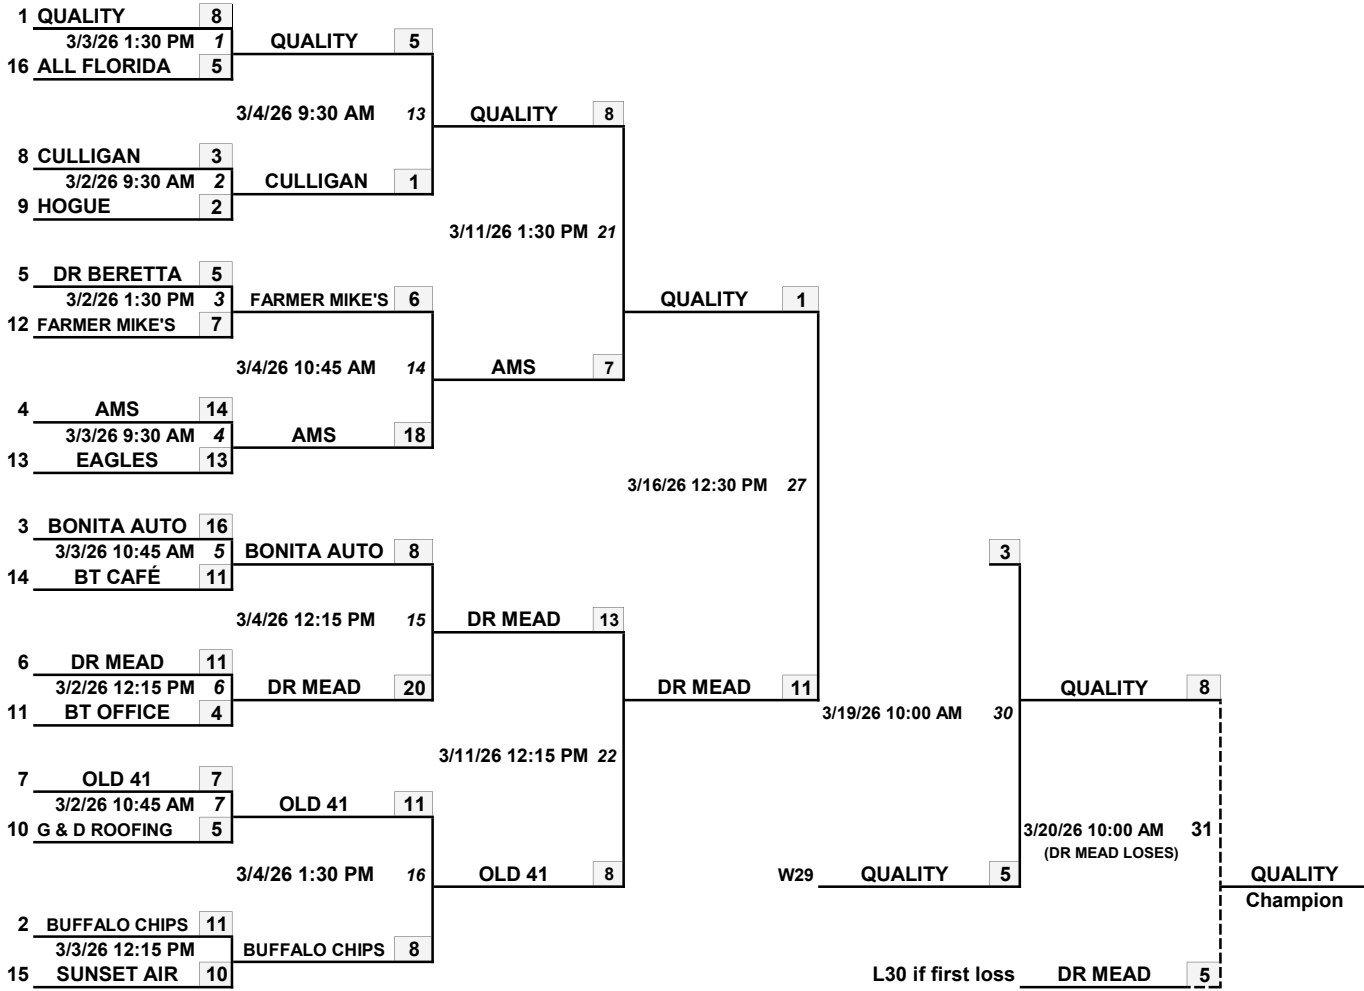 1 QUALITY 8
3/3/26 1:30 PM 1 QUALITY 5
16 ALL FLORIDA 5
3/4/26 9:30 AM 13 QUALITY 8
8 CULLIGAN 3
3/2/26 9:30 AM 2 CULLIGAN 1
9 HOGUE 2
3/11/26 1:30 PM 21
5 DR BERETTA 5
3/2/26 1:30 PM 3 FARMER MIKE'S 6 QUALITY 1
12 FARMER MIKE'S 7
3/4/26 10:45 AM 14 AMS 7
4 AMS 14
3/3/26 9:30 AM 4 AMS 18
13 EAGLES 13
3/16/26 12:30 PM 27
3 BONITA AUTO 16
3/3/26 10:45 AM 5 BONITA AUTO 8 3
14 BT CAFÉ 11
3/4/26 12:15 PM 15 DR MEAD 13
6 DR MEAD 11
3/2/26 12:15 PM 6 DR MEAD 20 DR MEAD 11 QUALITY 8
11 BT OFFICE 4 3/19/26 10:00 AM 30
3/11/26 12:15 PM 22
7 OLD 41 7
3/2/26 10:45 AM 7 OLD 41 11
10 G & D ROOFING 5 3/20/26 10:00 AM 31
(DR MEAD LOSES)
3/4/26 1:30 PM 16 OLD 41 8 W29 QUALITY 5 QUALITY
Champion
2 BUFFALO CHIPS 11
3/3/26 12:15 PM BUFFALO CHIPS 8
15 SUNSET AIR 10 L30 if first loss DR MEAD 5